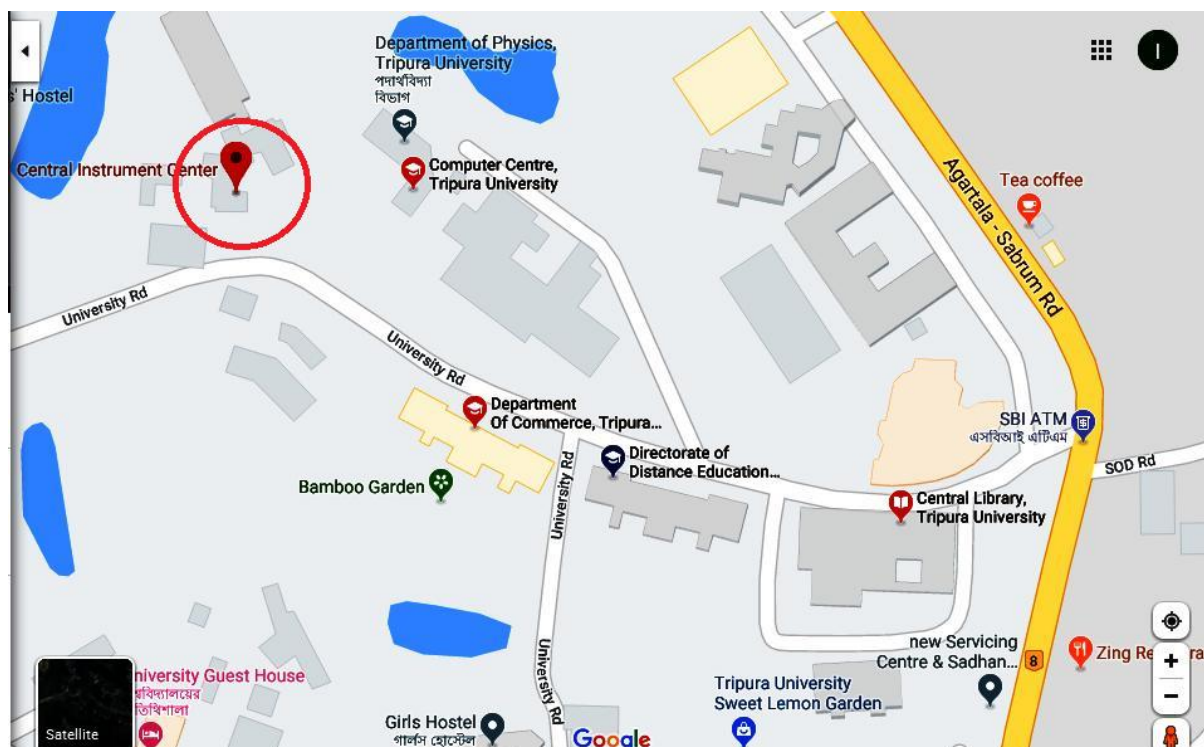 Department of Physics,
Tripura University
পদার্থবিদ্যা
বিভাগ
s' Hostel
I
Central Instrument Center
Computer Centre,
Tripura University
Tea coffee
Agartala - Sabrum Rd
University Rd
University Rd
Department
Of Commerce, Tripura...
SBI ATM
এসবিআই এটিএম
Directorate of
Distance Education...
SOD Rd
Bamboo Garden
University Rd
Central Library,
Tripura University
new Servicing
Centre & Sadhan...
8
Zing Re
ra
niversity Guest House
বিদ্যালয়ের
তিথিশালা
University Rd
Tripura University
Sweet Lemon Garden
Girls Hostel
গার্লস হোস্টেল
Satellite
Google